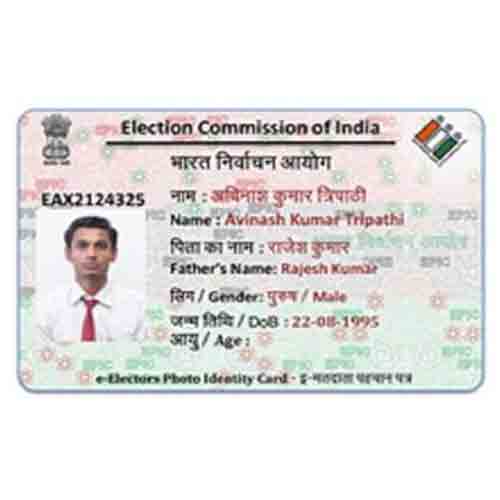 Election Commission of India
भारत निर्वाचन आयोग
EAX2124325
नाम : अविनाश कुमार त्रिपाठी
Name : Avinash Kumar Tripathi
पिता का नाम : राजेश कुमार
Father's Name: Rajesh Kumar
लिंग / Gender: पुरुष / Male
जन्म तिथि / DoB : 22-08-1995
आयु / Age :
e-Electors Photo Identity Card - इ-मतदाता पहचान पत्र